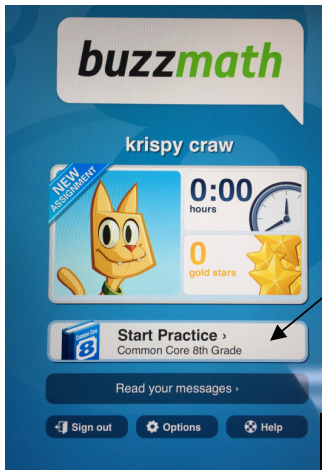 buzzmath
krispy craw
NEW
ASSIGNMENT
0:00
hours
0
gold stars
Common Core
8
Start Practice ›
Common Core 8th Grade
Read your messages ›
Sign out
Options
Help